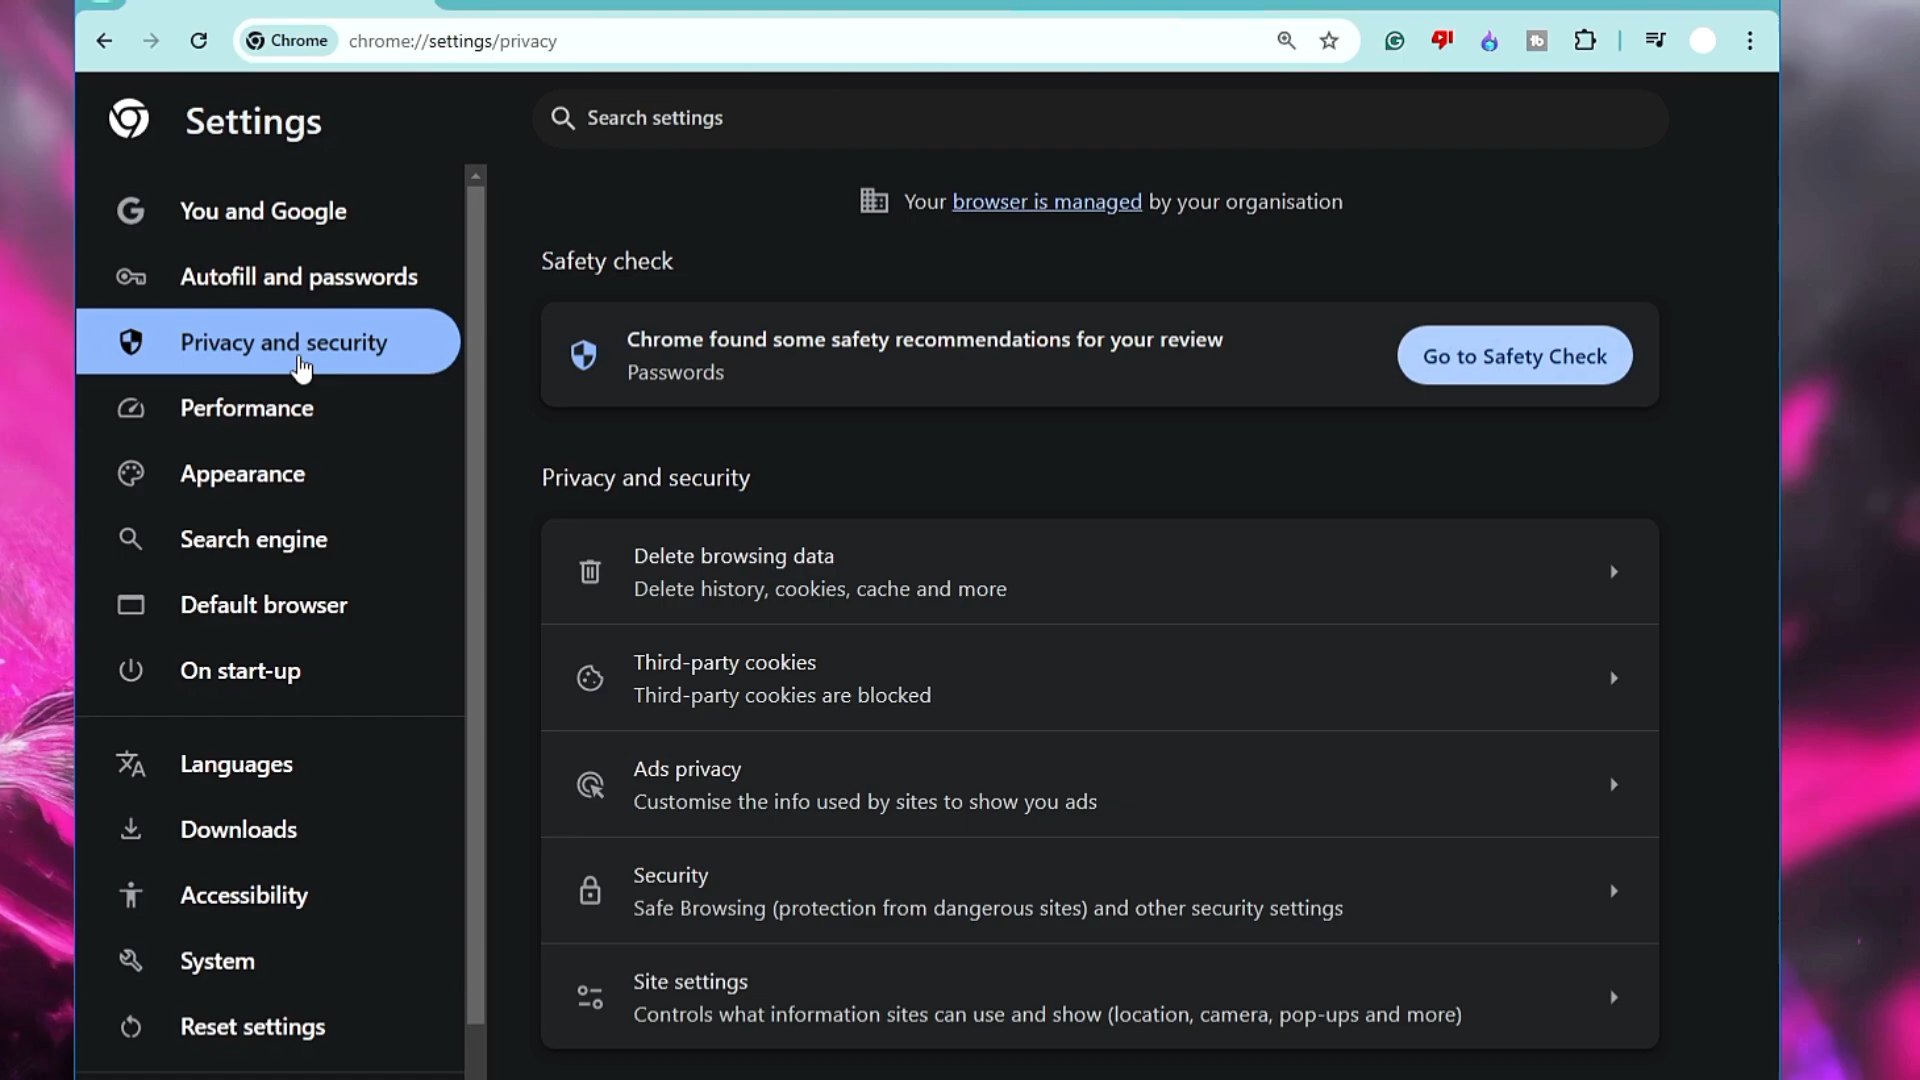 Chrome
chrome://settings/privacy
Settings
Search settings
You and Google
Autofill and passwords
Privacy and security
Performance
Appearance
Search engine
Default browser
On start-up
Languages
Downloads
Accessibility
System
Reset settings
Your browser is managed by your organisation
Safety check
Chrome found some safety recommendations for your review
Passwords
Go to Safety Check
Privacy and security
Delete browsing data
Delete history, cookies, cache and more
Third-party cookies
Third-party cookies are blocked
Ads privacy
Customise the info used by sites to show you ads
Security
Safe Browsing (protection from dangerous sites) and other security settings
Site settings
Controls what information sites can use and show (location, camera, pop-ups and more)